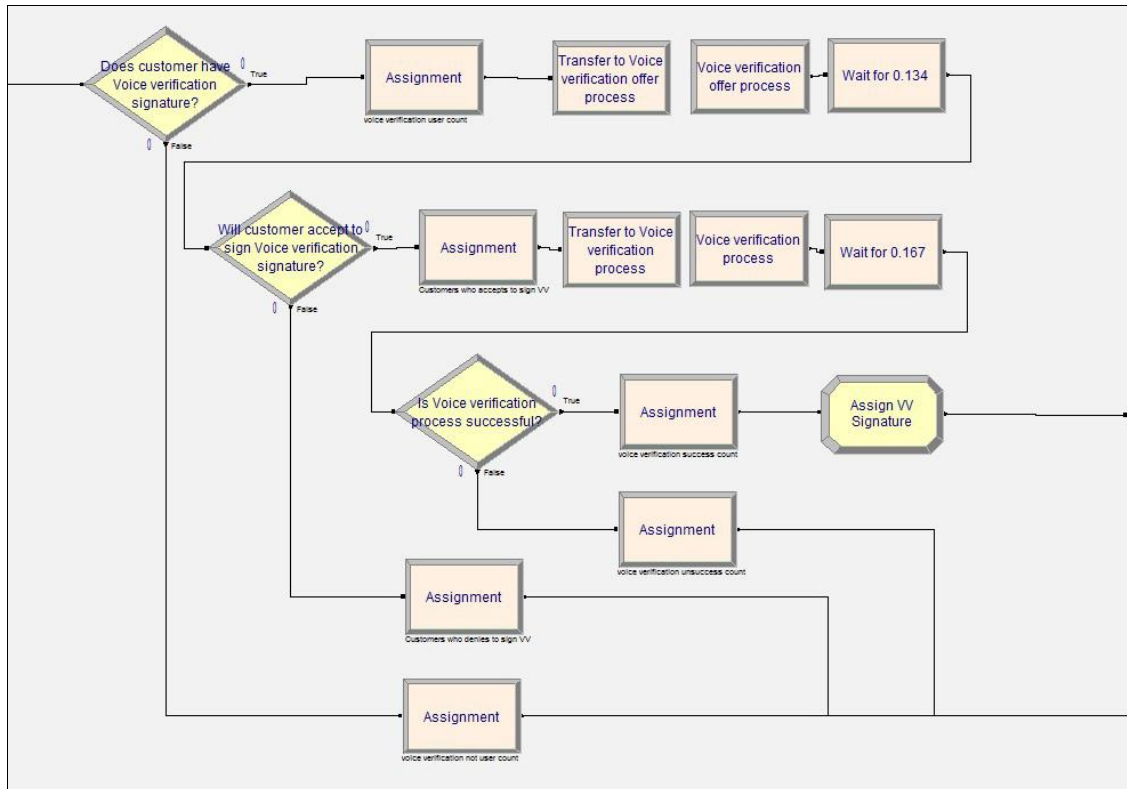 Does customer have
Voice verification
signature?
0
True
0
False
Assignment
voice verification user count
Transfer to Voice
verification offer
process
Voice verification
offer process
Wait for 0.134
Will customer accept to
sign Voice verification
signature?
0
True
0
False
Assignment
Customers who accepts to sign VV
Transfer to Voice
verification
process
Voice verification
process
Wait for 0.167
Is Voice verification
process successful?
0
True
0
False
Assignment
voice verification success count
Assign VV
Signature
Assignment
voice verification unsuccess count
Assignment
Customers who denies to sign VV
Assignment
voice verification not user count